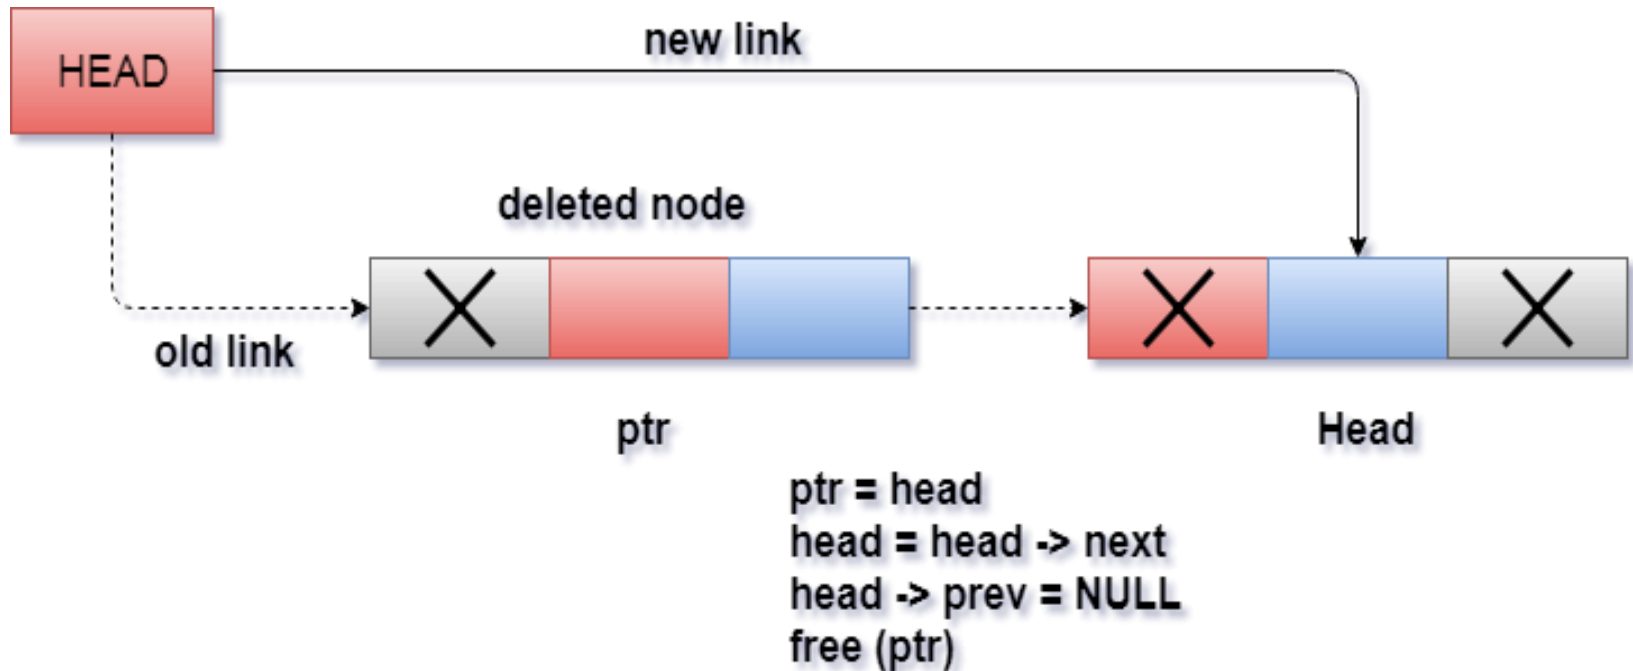 HEAD
new link
deleted node
old link
ptr
Head
ptr = head
head = head -> next
head -> prev = NULL
free (ptr)